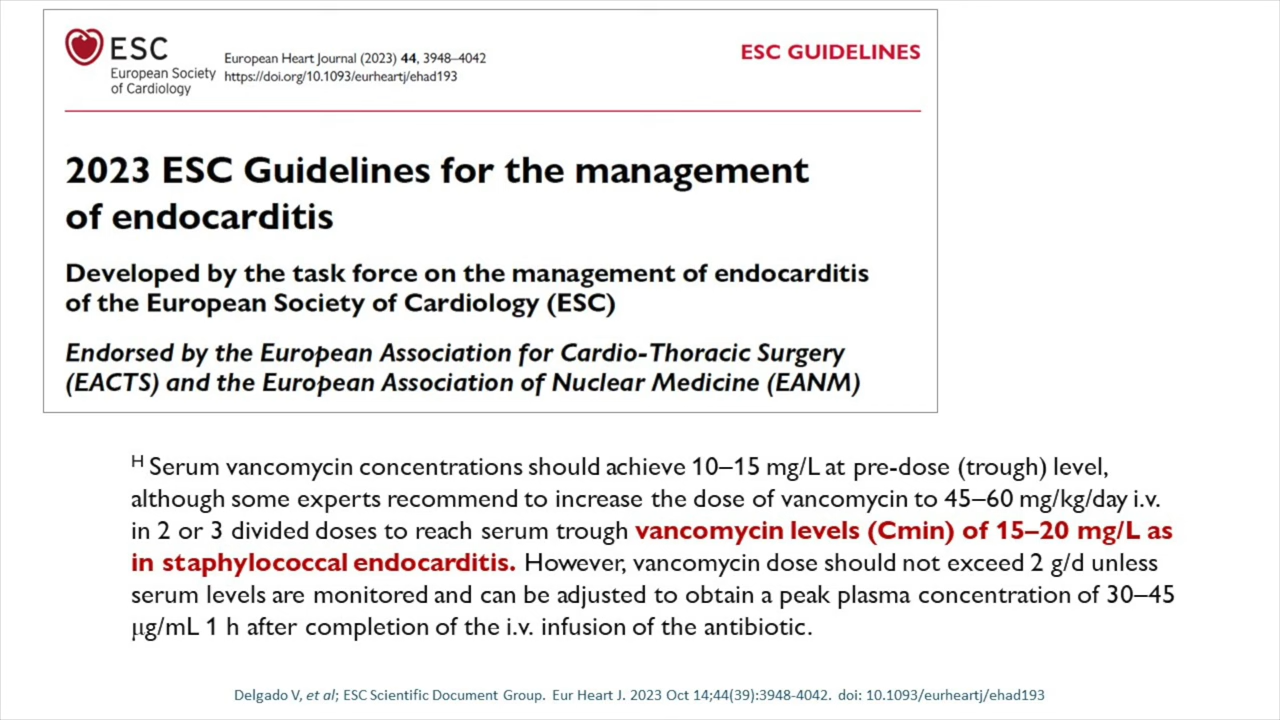 ESC
European Society
of Cardiology
European Heart Journal (2023) 44, 3948–4042
https://doi.org/10.1093/eurheartj/ehad193
ESC GUIDELINES
2023 ESC Guidelines for the management
of endocarditis
Developed by the task force on the management of endocarditis
of the European Society of Cardiology (ESC)
Endorsed by the European Association for Cardio-Thoracic Surgery
(EACTS) and the European Association of Nuclear Medicine (EANM)
H Serum vancomycin concentrations should achieve 10–15 mg/L at pre-dose (trough) level,
although some experts recommend to increase the dose of vancomycin to 45–60 mg/kg/day i.v.
in 2 or 3 divided doses to reach serum trough vancomycin levels (Cmin) of 15–20 mg/L as
in staphylococcal endocarditis. However, vancomycin dose should not exceed 2 g/d unless
serum levels are monitored and can be adjusted to obtain a peak plasma concentration of 30–45
μg/mL 1 h after completion of the i.v. infusion of the antibiotic.
Delgado V, et al; ESC Scientific Document Group. Eur Heart J. 2023 Oct 14;44(39):3948-4042. doi: 10.1093/eurheartj/ehad193